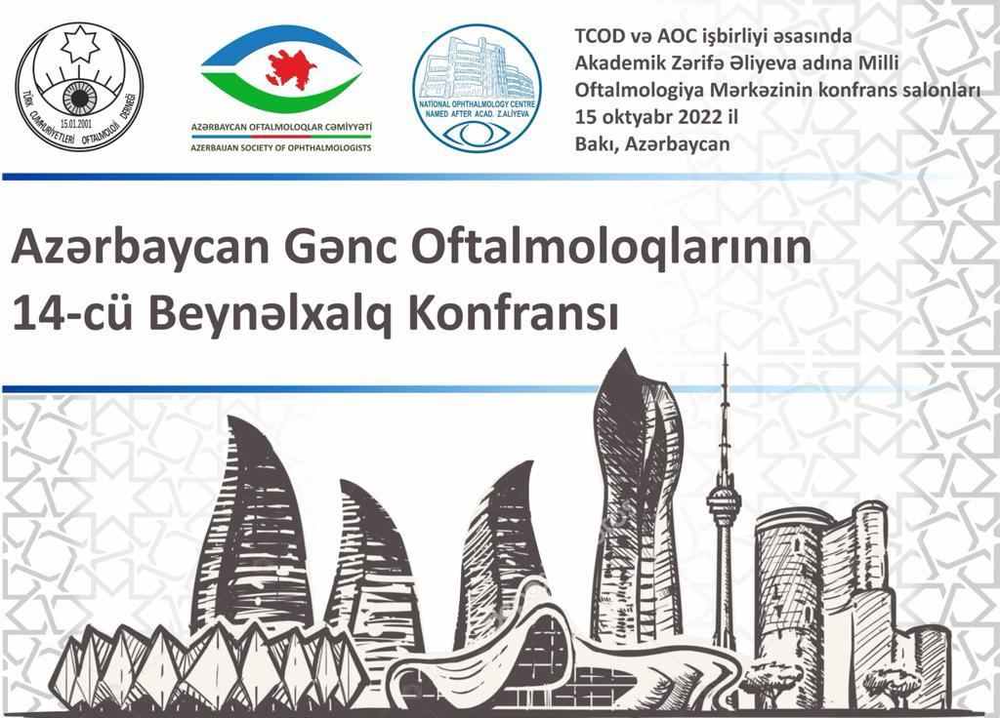 TÜRK CUMHURİYETLERİ OFTALMOLOJİ DERNEĞİ
15.01.2001
AZƏRBAYCAN OFTALMOLOQLAR CƏMİYYƏTİ
AZERBAIJAN SOCIETY OF OPHTHALMOLOGISTS
NATIONAL OPHTHALMOLOGY CENTRE
NAMED AFTER ACAD. Z.ALIYEVA
TCOD və AOC işbirliyi əsasında
Akademik Zərifə Əliyeva adına Milli
Oftalmologiya Mərkəzinin konfrans salonları
15 oktyabr 2022 il
Bakı, Azərbaycan
Azərbaycan Gənc Oftalmoloqlarının
14-cü Beynəlxalq Konfransı